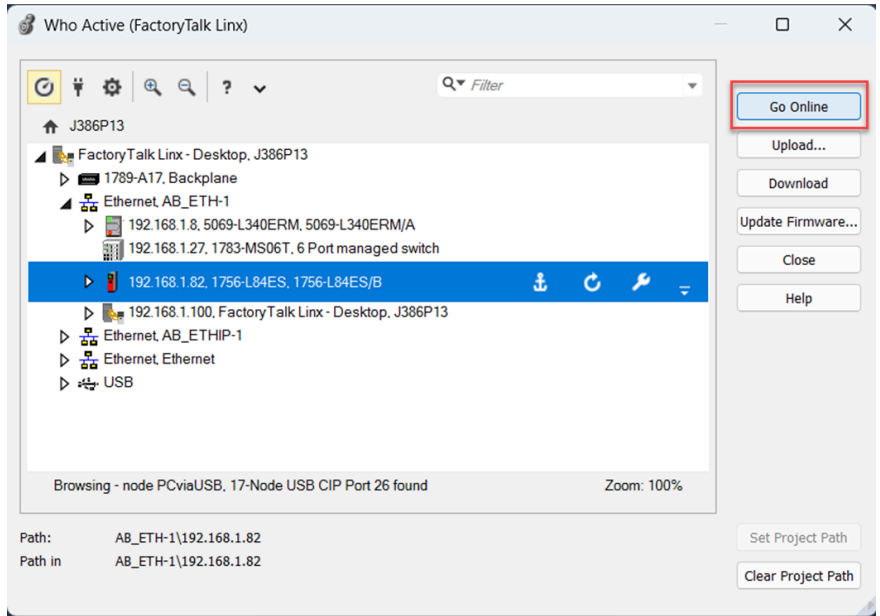 Who Active (FactoryTalk Linx)
Filter
J386P13
FactoryTalk Linx - Desktop, J386P13
1789-A17, Backplane
Ethernet, AB_ETH-1
192.168.1.8, 5069-L340ERM, 5069-L340ERM/A
192.168.1.27, 1783-MS06T, 6 Port managed switch
192.168.1.82, 1756-L84ES, 1756-L84ES/B
192.168.1.100, FactoryTalk Linx - Desktop, J386P13
Ethernet, AB_ETHIP-1
Ethernet, Ethernet
USB
Browsing - node PCviaUSB, 17-Node USB CIP Port 26 found
Zoom: 100%
Go Online
Upload...
Download
Update Firmware...
Close
Help
Path: AB_ETH-1\192.168.1.82
Path in AB_ETH-1\192.168.1.82
Set Project Path
Clear Project Path